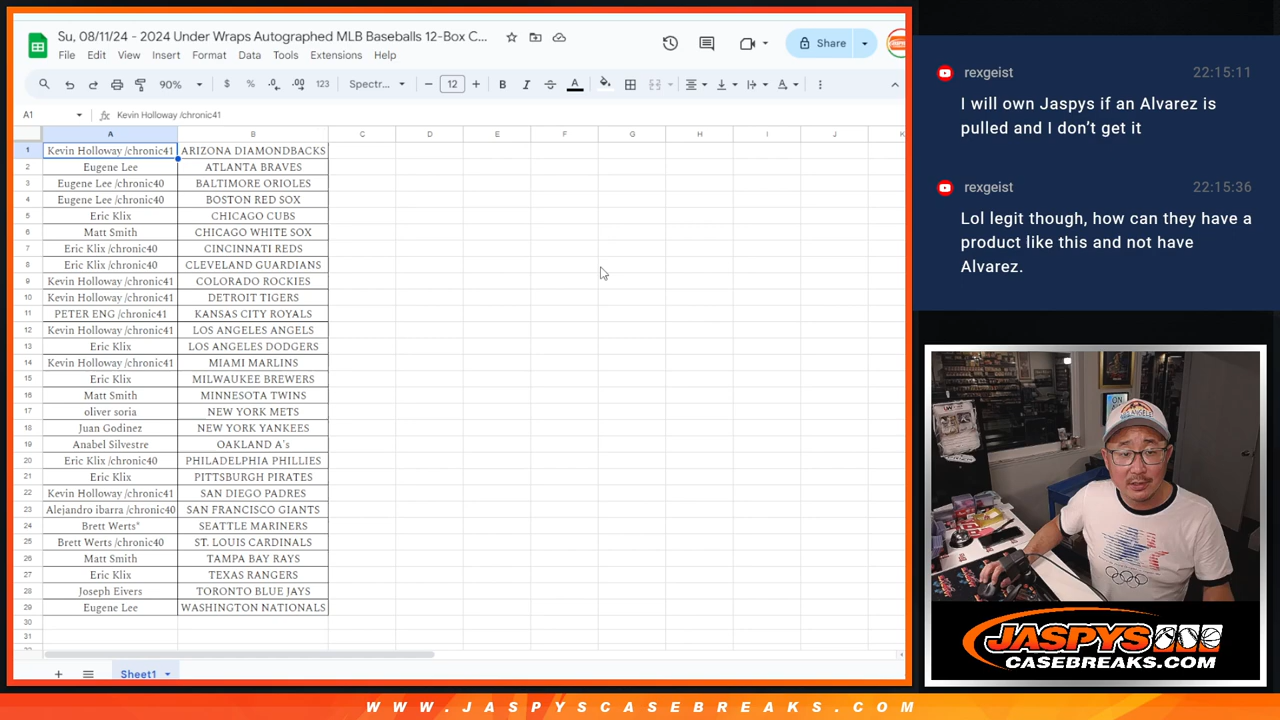 Su, 08/11/24 - 2024 Under Wraps Autographed MLB Baseballs 12-Box C...
File Edit View Insert Format Data Tools Extensions Help
Share
90% $ % .0 .00 123 Spectr... 12 B I A
A1 fx Kevin Holloway /chronic41
A B C D E F G H I J K
1 Kevin Holloway /chronic41 ARIZONA DIAMONDBACKS
2 Eugene Lee ATLANTA BRAVES
3 Eugene Lee /chronic40 BALTIMORE ORIOLES
4 Eugene Lee /chronic40 BOSTON RED SOX
5 Eric Klix CHICAGO CUBS
6 Matt Smith CHICAGO WHITE SOX
7 Eric Klix /chronic40 CINCINNATI REDS
8 Eric Klix /chronic40 CLEVELAND GUARDIANS
9 Kevin Holloway /chronic41 COLORADO ROCKIES
10 Kevin Holloway /chronic41 DETROIT TIGERS
11 PETER ENG /chronic41 KANSAS CITY ROYALS
12 Kevin Holloway /chronic41 LOS ANGELES ANGELS
13 Eric Klix LOS ANGELES DODGERS
14 Kevin Holloway /chronic41 MIAMI MARLINS
15 Eric Klix MILWAUKEE BREWERS
16 Matt Smith MINNESOTA TWINS
17 oliver soria NEW YORK METS
18 Juan Godinez NEW YORK YANKEES
19 Anabel Silvestre OAKLAND A's
20 Eric Klix /chronic40 PHILADELPHIA PHILLIES
21 Eric Klix PITTSBURGH PIRATES
22 Kevin Holloway /chronic41 SAN DIEGO PADRES
23 Alejandro ibarra /chronic40 SAN FRANCISCO GIANTS
24 Brett Werts* SEATTLE MARINERS
25 Brett Werts /chronic40 ST. LOUIS CARDINALS
26 Matt Smith TAMPA BAY RAYS
27 Eric Klix TEXAS RANGERS
28 Joseph Eivers TORONTO BLUE JAYS
29 Eugene Lee WASHINGTON NATIONALS
30
31
Sheet1
rexgeist 22:15:11
I will own Jaspys if an Alvarez is
pulled and I don't get it
rexgeist 22:15:36
Lol legit though, how can they have a
product like this and not have
Alvarez.
JASPYS
CASEBREAKS.COM
WWW.JASPYSCASEBREAKS.COM